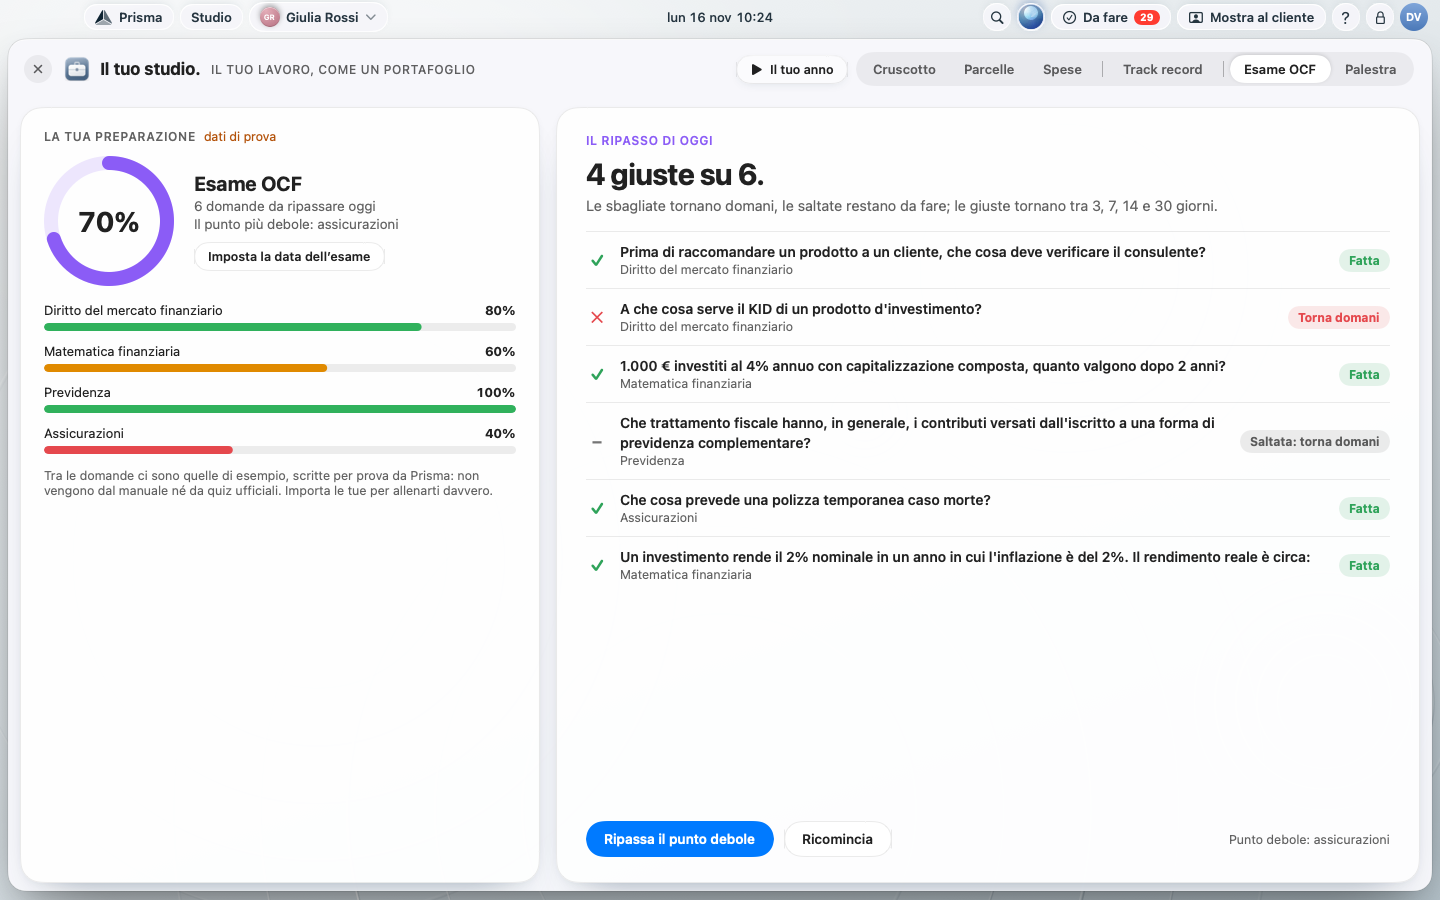 Prisma
Studio
GR Giulia Rossi
lun 16 nov 10:24
Da fare 29
Mostra al cliente
?
DV
Il tuo studio. IL TUO LAVORO, COME UN PORTAFOGLIO
Il tuo anno
Cruscotto
Parcelle
Spese
Track record
Esame OCF
Palestra
LA TUA PREPARAZIONE dati di prova
70%
Esame OCF
6 domande da ripassare oggi
Il punto più debole: assicurazioni
Imposta la data dell'esame
Diritto del mercato finanziario 80%
Matematica finanziaria 60%
Previdenza 100%
Assicurazioni 40%
Tra le domande ci sono quelle di esempio, scritte per prova da Prisma: non
vengono dal manuale né da quiz ufficiali. Importa le tue per allenarti davvero.
IL RIPASSO DI OGGI
4 giuste su 6.
Le sbagliate tornano domani, le saltate restano da fare; le giuste tornano tra 3, 7, 14 e 30 giorni.
Prima di raccomandare un prodotto a un cliente, che cosa deve verificare il consulente?
Diritto del mercato finanziario
Fatta
A che cosa serve il KID di un prodotto d'investimento?
Diritto del mercato finanziario
Torna domani
1.000 € investiti al 4% annuo con capitalizzazione composta, quanto valgono dopo 2 anni?
Matematica finanziaria
Fatta
Che trattamento fiscale hanno, in generale, i contributi versati dall'iscritto a una forma di
previdenza complementare?
Previdenza
Saltata: torna domani
Che cosa prevede una polizza temporanea caso morte?
Assicurazioni
Fatta
Un investimento rende il 2% nominale in un anno in cui l'inflazione è del 2%. Il rendimento reale è circa:
Matematica finanziaria
Fatta
Ripassa il punto debole
Ricomincia
Punto debole: assicurazioni